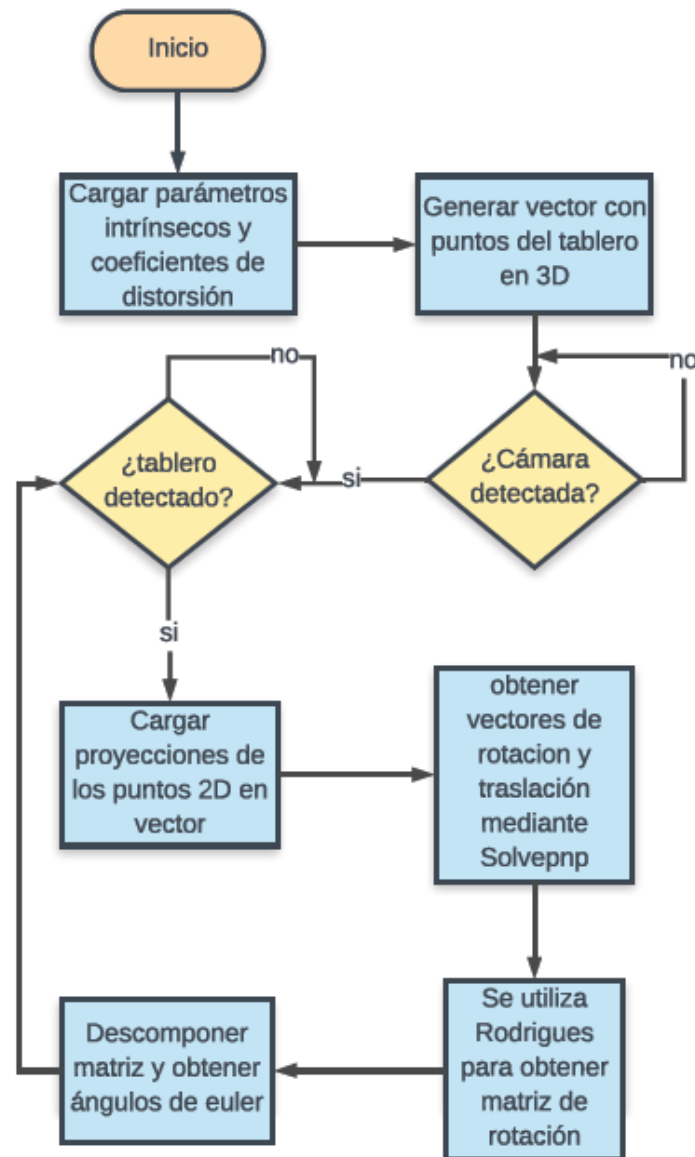 Inicio
Cargar parámetros
intrínsecos y
coeficientes de
distorsión
Generar vector con
puntos del tablero
en 3D
no
no
¿tablero
detectado?
si
¿Cámara
detectada?
si
Cargar
proyecciones de
los puntos 2D en
vector
obtener
vectores de
rotacion y
traslación
mediante
Solvepnp
Descomponer
matriz y obtener
ángulos de euler
Se utiliza
Rodrigues
para obtener
matriz de
rotación